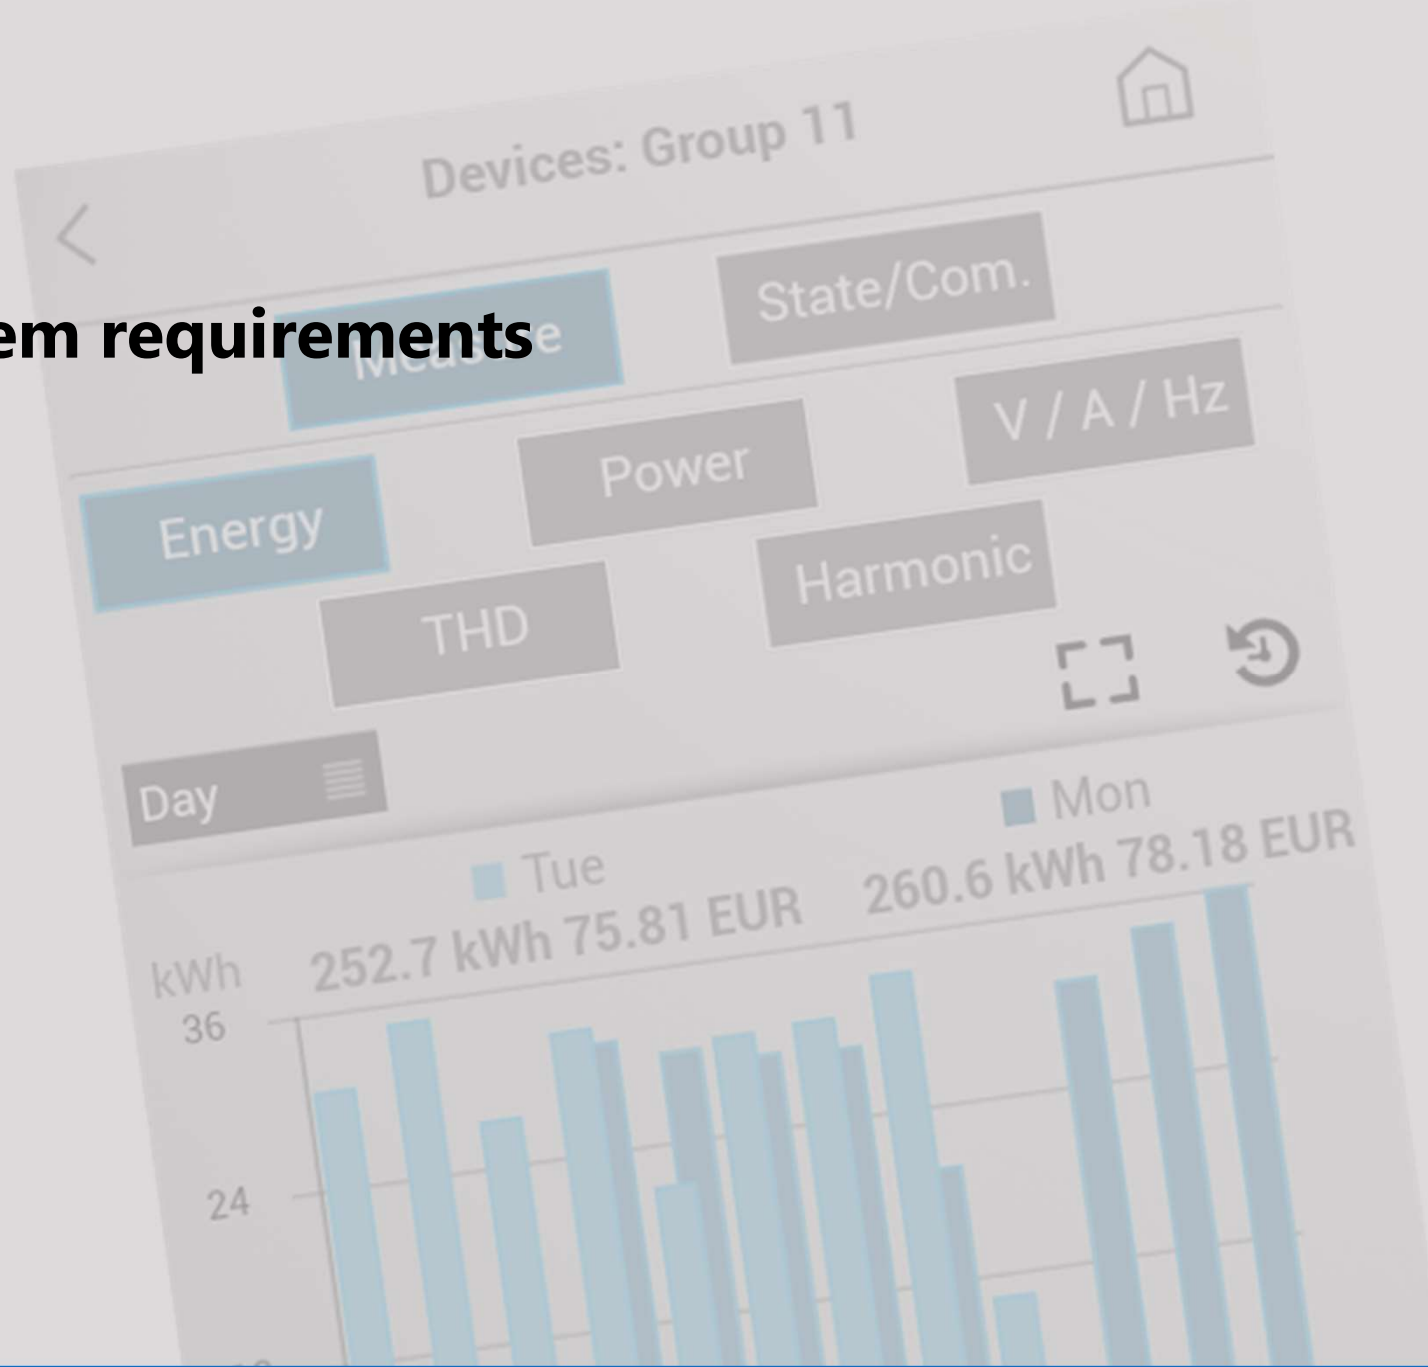 Devices: Group 11
em requirements
Measure
State/Com.
Energy
Power
V / A / Hz
THD
Harmonic
Day
Tue
Mon
252.7 kWh 75.81 EUR
260.6 kWh 78.18 EUR
kWh
36
24